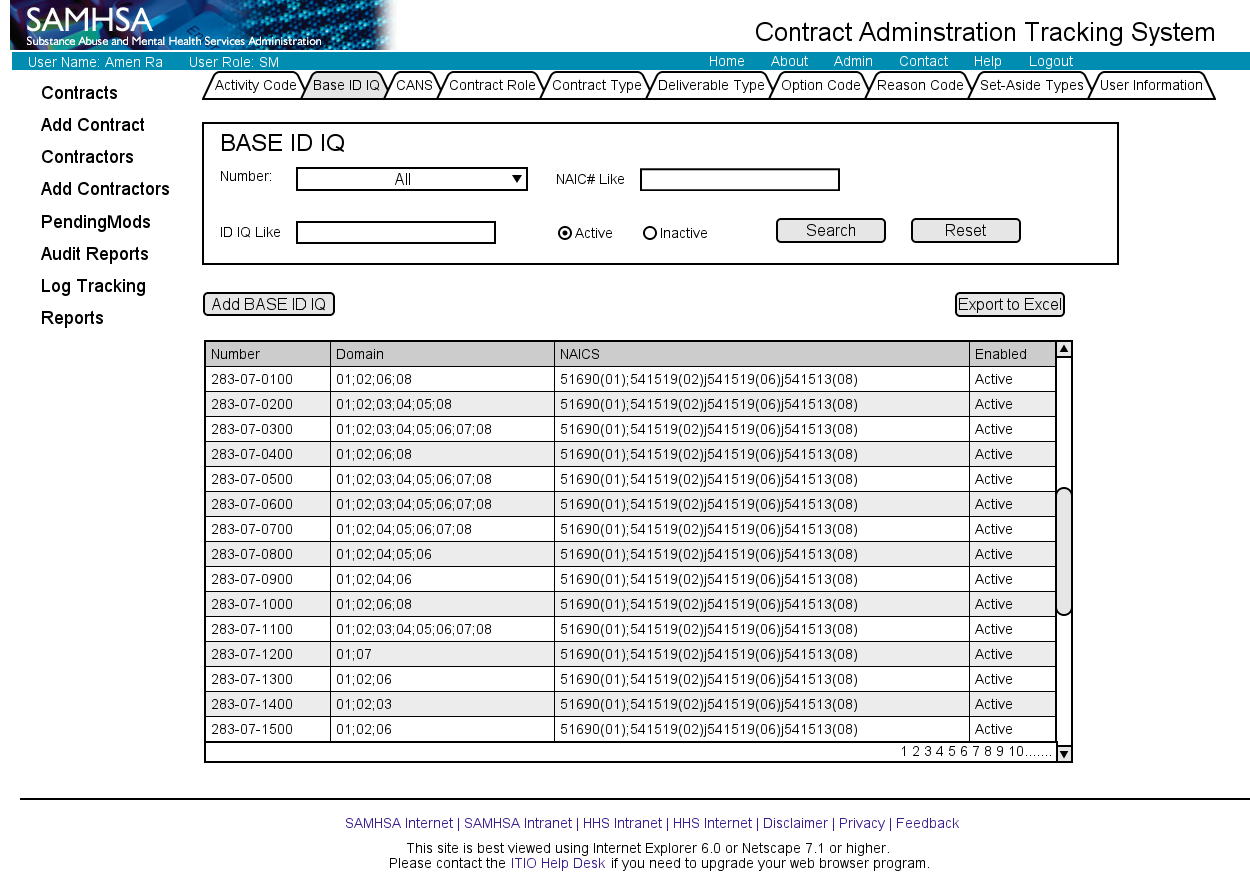 SAMHSA
Substance Abuse and Mental Health Services Administration
Contract Adminstration Tracking System
User Name: Amen Ra User Role: SM Home About Admin Contact Help Logout
Activity Code Base ID IQ CANS Contract Role Contract Type Deliverable Type Option Code Reason Code Set-Aside Types User Information
Contracts
Add Contract
Contractors
Add Contractors
PendingMods
Audit Reports
Log Tracking
Reports
BASE ID IQ
Number: All NAIC# Like
ID IQ Like Active Inactive Search Reset
Add BASE ID IQ Export to Excel
Number Domain NAICS Enabled
283-07-0100 01;02;06;08 51690(01);541519(02)j541519(06)j541513(08) Active
283-07-0200 01;02;03;04;05;08 51690(01);541519(02)j541519(06)j541513(08) Active
283-07-0300 01;02;03;04;05;06;07;08 51690(01);541519(02)j541519(06)j541513(08) Active
283-07-0400 01;02;06;08 51690(01);541519(02)j541519(06)j541513(08) Active
283-07-0500 01;02;03;04;05;06;07;08 51690(01);541519(02)j541519(06)j541513(08) Active
283-07-0600 01;02;03;04;05;06;07;08 51690(01);541519(02)j541519(06)j541513(08) Active
283-07-0700 01;02;04;05;06;07;08 51690(01);541519(02)j541519(06)j541513(08) Active
283-07-0800 01;02;04;05;06 51690(01);541519(02)j541519(06)j541513(08) Active
283-07-0900 01;02;04;06 51690(01);541519(02)j541519(06)j541513(08) Active
283-07-1000 01;02;06;08 51690(01);541519(02)j541519(06)j541513(08) Active
283-07-1100 01;02;03;04;05;06;07;08 51690(01);541519(02)j541519(06)j541513(08) Active
283-07-1200 01;07 51690(01);541519(02)j541519(06)j541513(08) Active
283-07-1300 01;02;06 51690(01);541519(02)j541519(06)j541513(08) Active
283-07-1400 01;02;03 51690(01);541519(02)j541519(06)j541513(08) Active
283-07-1500 01;02;06 51690(01);541519(02)j541519(06)j541513(08) Active
1 2 3 4 5 6 7 8 9 10.......
SAMHSA Internet | SAMHSA Intranet | HHS Intranet | HHS Internet | Disclaimer | Privacy | Feedback
This site is best viewed using Internet Explorer 6.0 or Netscape 7.1 or higher.
Please contact the ITIO Help Desk if you need to upgrade your web browser program.